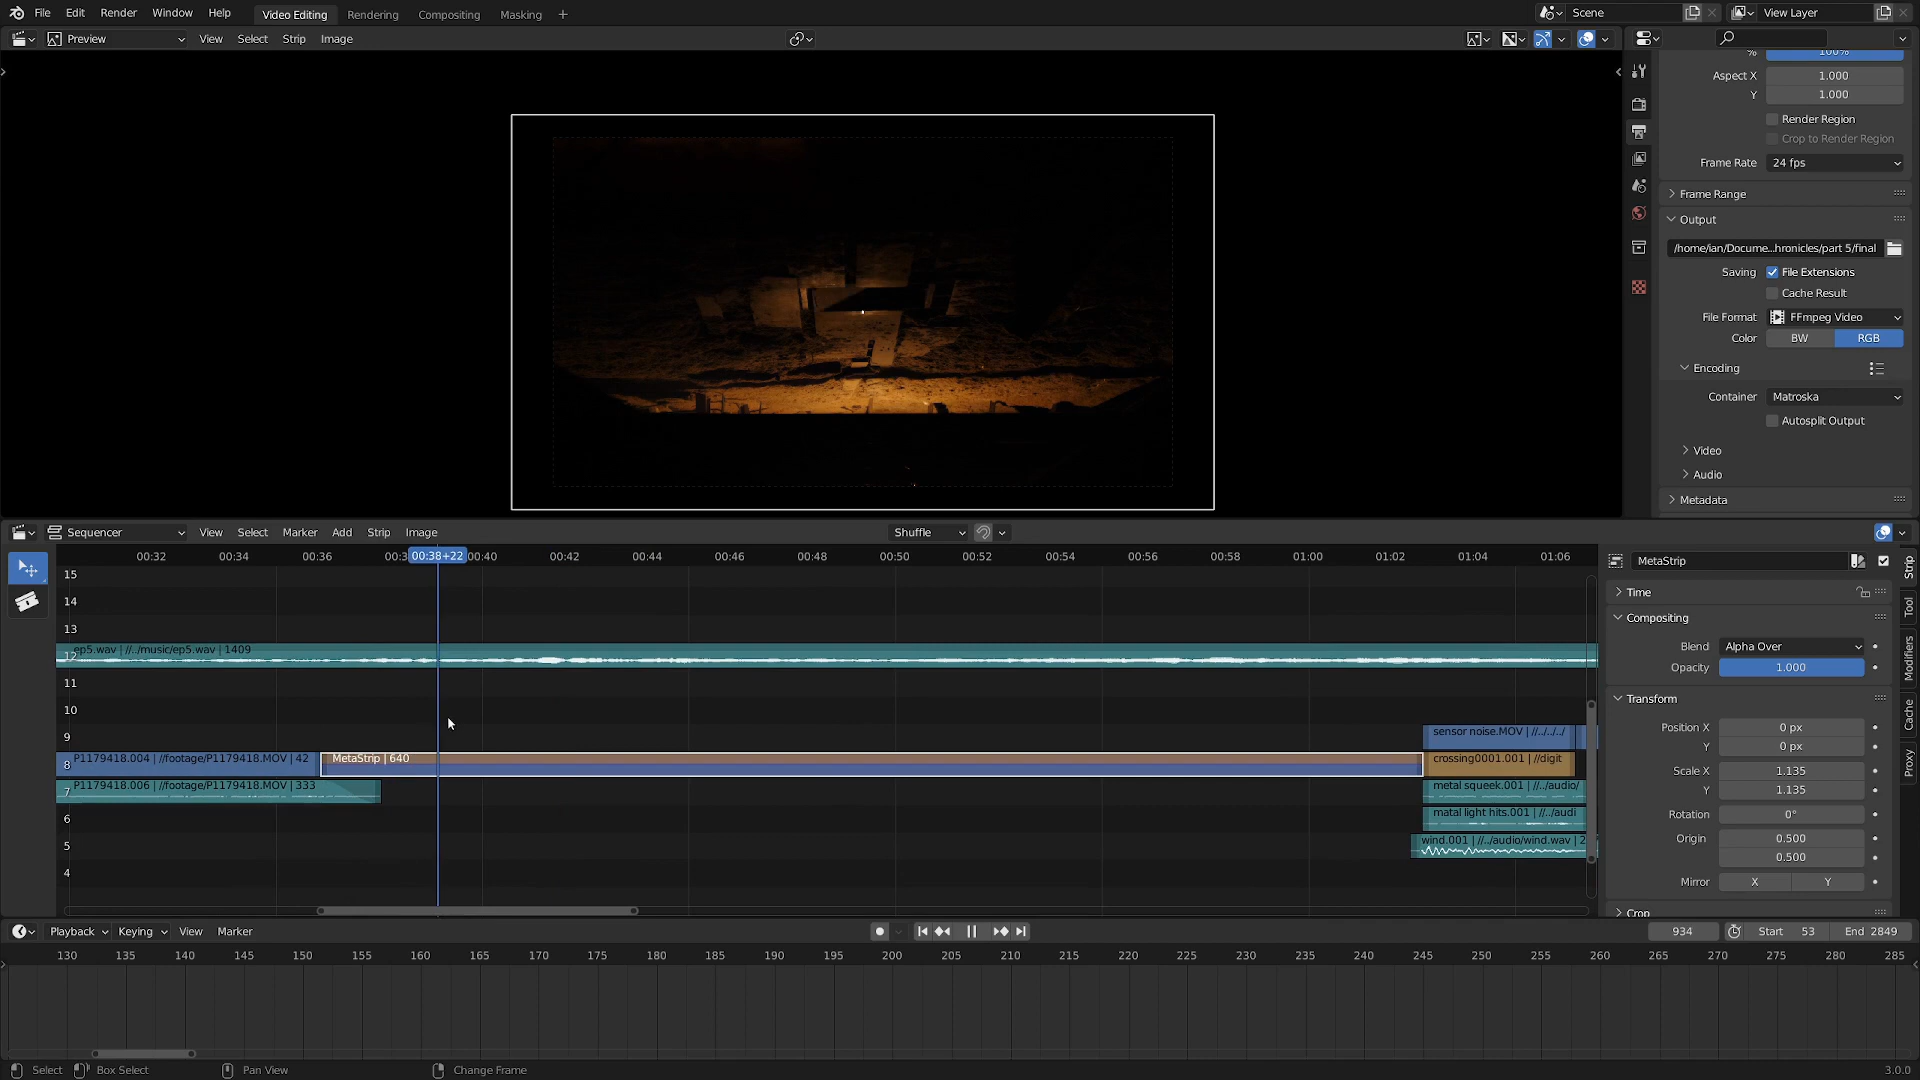 File Edit Render Window Help Video Editing Rendering Compositing Masking + Scene View Layer
Preview View Select Strip Image
% 100%
Aspect X 1.000
Y 1.000
Render Region
Crop to Render Region
Frame Rate 24 fps
Frame Range
Output
/home/ian/Docume...hronicles/part 5/final
Saving File Extensions
Cache Result
File Format FFmpeg Video
Color BW RGB
Encoding
Container Matroska
Autosplit Output
Video
Audio
Metadata
Sequencer View Select Marker Add Strip Image Shuffle
00:32 00:34 00:36 00:3 00:38+22 00:40 00:42 00:44 00:46 00:48 00:50 00:52 00:54 00:56 00:58 01:00 01:02 01:04 01:06
15
14
13
12 ep5.wav | //../music/ep5.wav | 1409
11
10
9 sensor noise.MOV | //../../../
8 P1179418.004 | //footage/P1179418.MOV | 42 MetaStrip | 640 crossing0001.001 | //digit
7 P1179418.006 | //footage/P1179418.MOV | 333 metal squeek.001 | //../audio/
6 matal light hits.001 | //../audi
5 wind.001 | //../audio/wind.wav | 2
4
MetaStrip
Time
Compositing
Blend Alpha Over
Opacity 1.000
Transform
Position X 0 px
Y 0 px
Scale X 1.135
Y 1.135
Rotation 0°
Origin 0.500
0.500
Mirror X Y
Crop
Strip
Tool
Modifiers
Cache
Proxy
Playback Keying View Marker 934 Start 53 End 2849
130 135 140 145 150 155 160 165 170 175 180 185 190 195 200 205 210 215 220 225 230 235 240 245 250 255 260 265 270 275 280 285
Select Box Select Pan View Change Frame 3.0.0